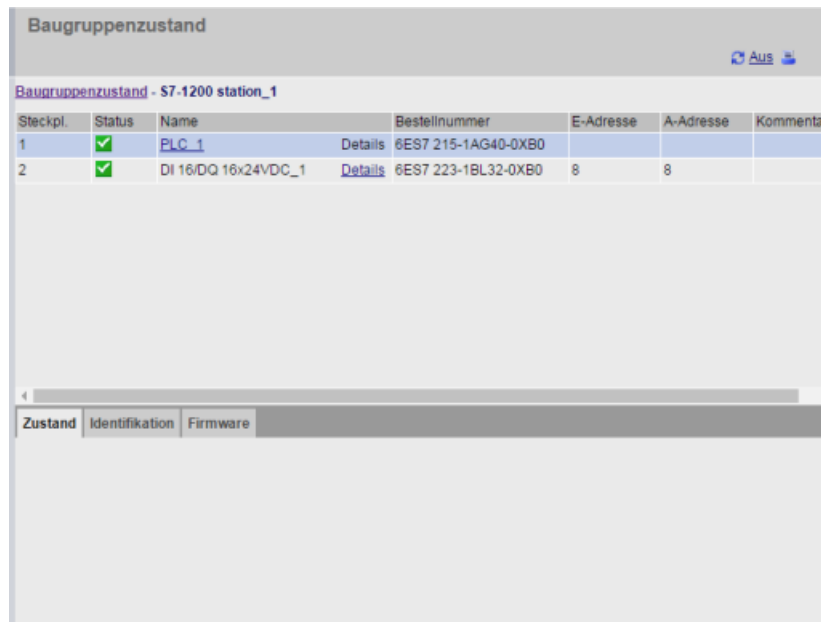 Baugruppenzustand
Aus
Baugruppenzustand - S7-1200 station_1
Steckpl. Status Name Bestellnummer E-Adresse A-Adresse Kommenta
1 PLC_1 Details 6ES7 215-1AG40-0XB0
2 DI 16/DQ 16x24VDC_1 Details 6ES7 223-1BL32-0XB0 8 8
Zustand Identifikation Firmware